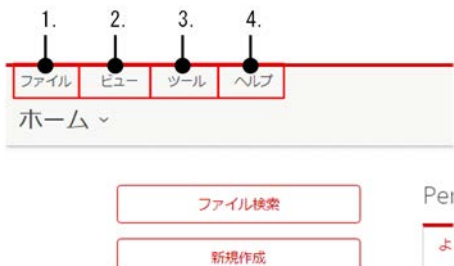 1. 2. 3. 4.
ファイル ビュー ツール ヘルプ
ホーム
ファイル検索
Per
新規作成
よ